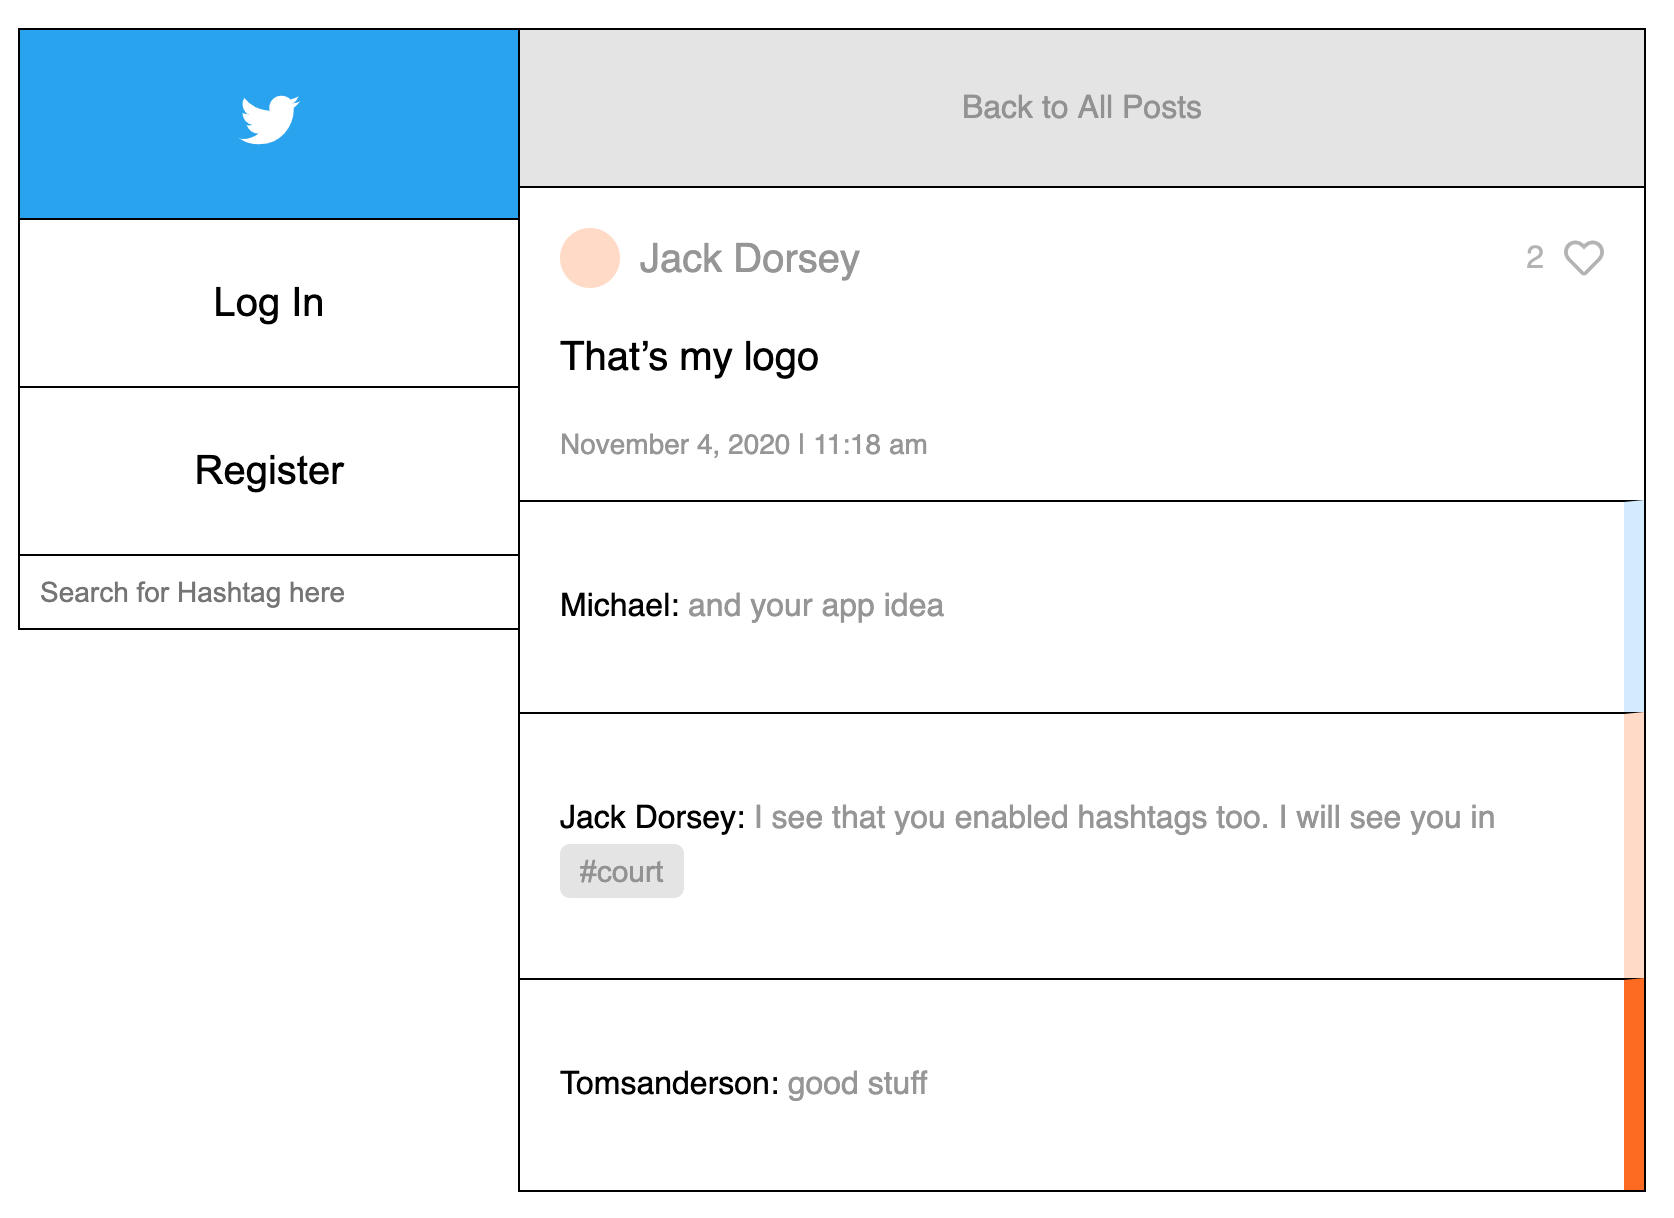 Log In
Register
Search for Hashtag here
Back to All Posts
Jack Dorsey
2
That’s my logo
November 4, 2020 | 11:18 am
Michael: and your app idea
Jack Dorsey: I see that you enabled hashtags too. I will see you in
#court
Tomsanderson: good stuff